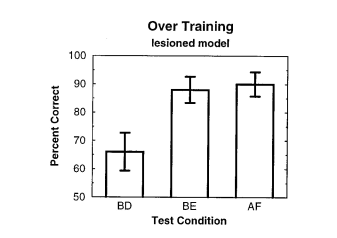 Over Training
lesioned model
100
90
80
70
60
50
Percent Correct
BD BE AF
Test Condition